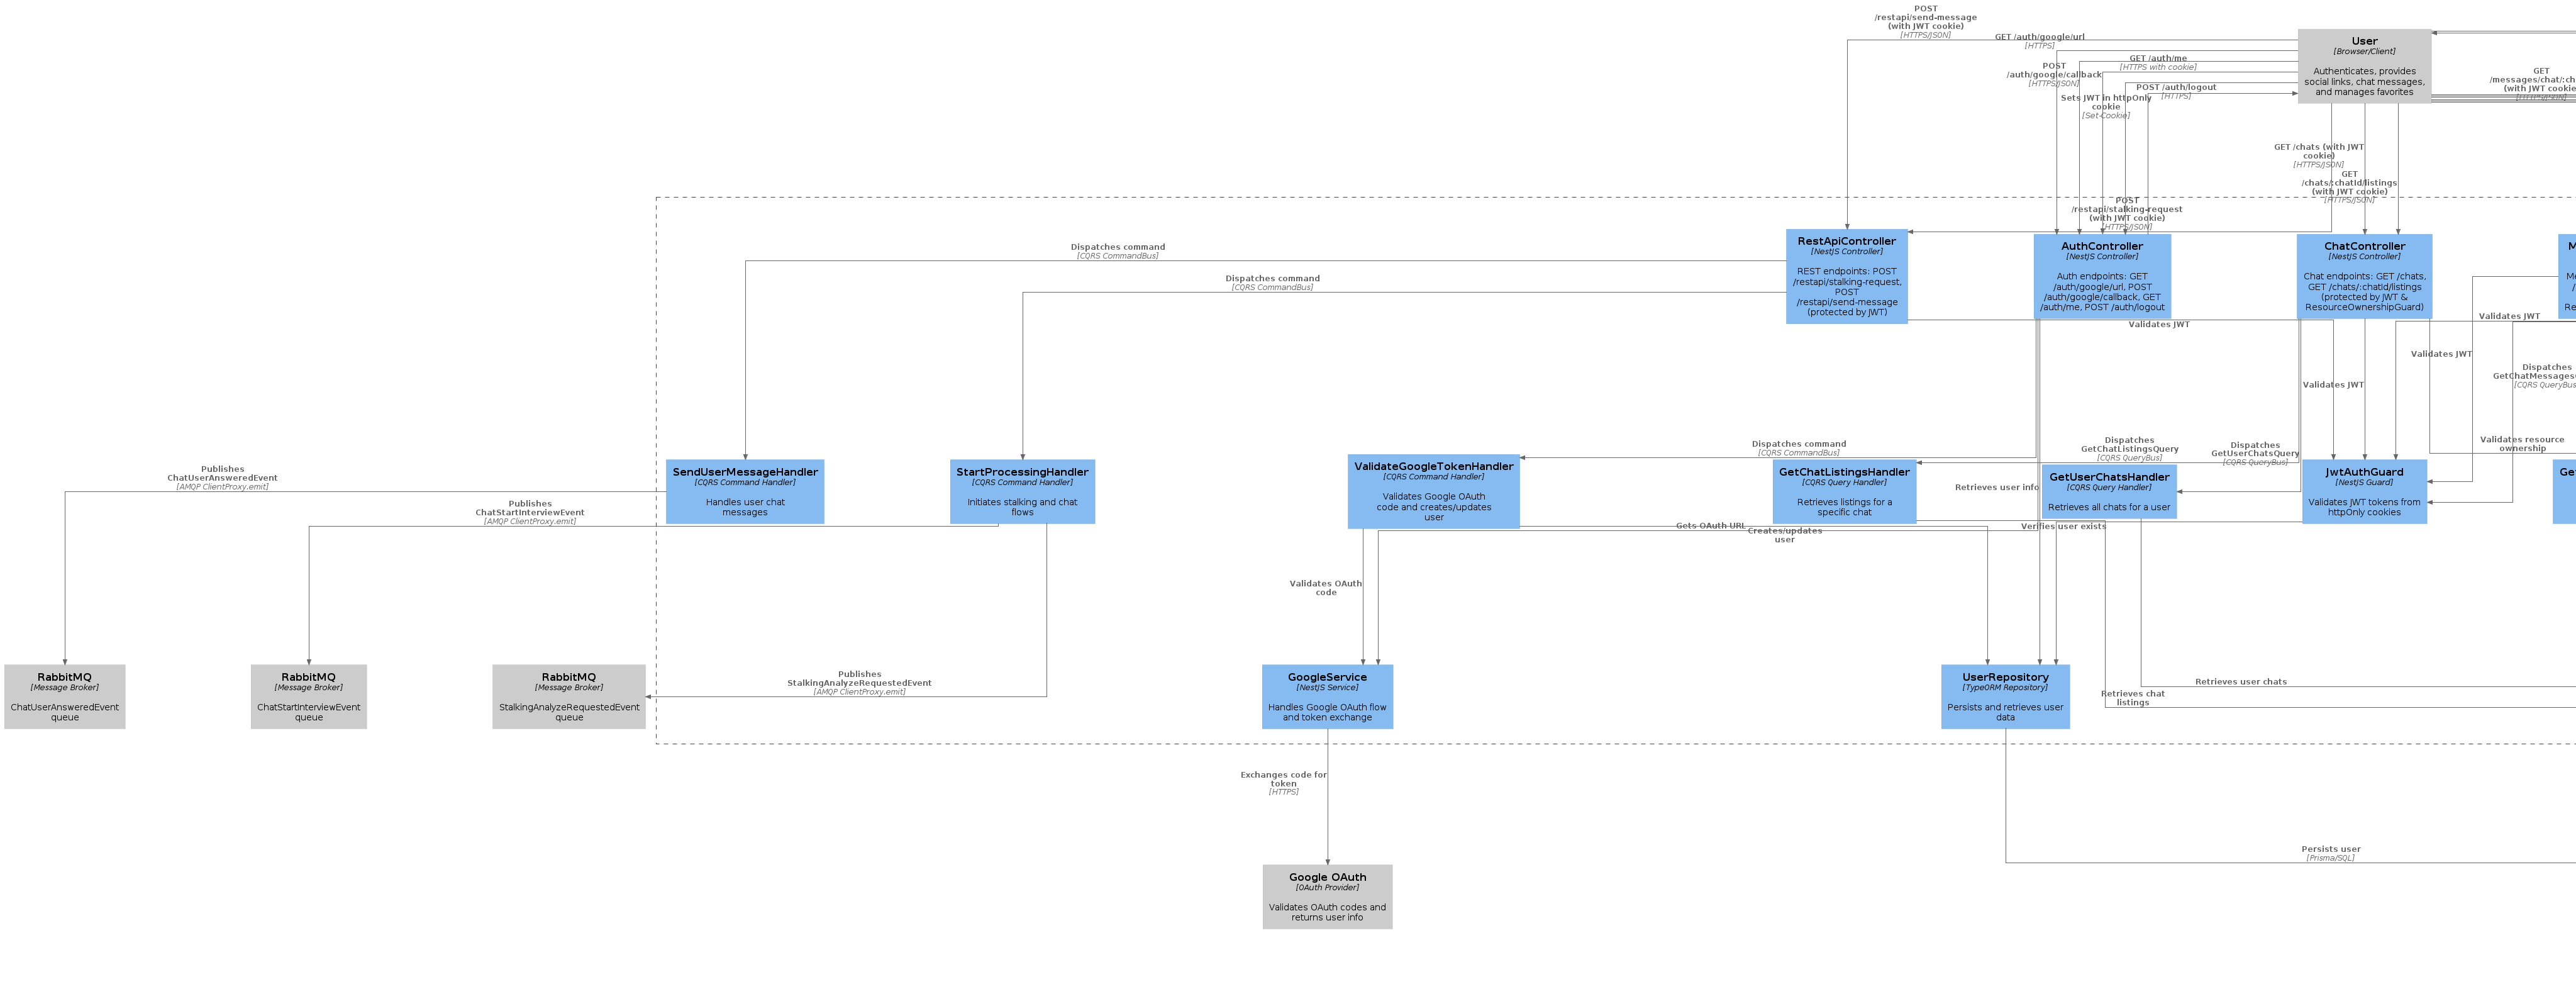 POST
/restapi/send-message
(with JWT cookie)
[HTTPS/JSON]
GET /auth/google/url
[HTTPS]
POST
/auth/google/callback
[HTTPS/JSON]
GET /auth/me
[HTTPS with cookie]
POST /auth/logout
[HTTPS]
Sets JWT in httpOnly
cookie
[Set-Cookie]
User
[Browser/Client]
Authenticates, provides
social links, chat messages,
and manages favorites
GET
/messages/chat/:ch
(with JWT cookie
[HTTPS/JSON]
GET /chats (with JWT
cookie)
[HTTPS/JSON]
GET
/chats/:chatId/listings
(with JWT cookie)
[HTTPS/JSON]
POST
/restapi/stalking-request
(with JWT cookie)
[HTTPS/JSON]
RestApiController
[NestJS Controller]
REST endpoints: POST
/restapi/stalking-request,
POST
/restapi/send-message
(protected by JWT)
AuthController
[NestJS Controller]
Auth endpoints: GET
/auth/google/url, POST
/auth/google/callback, GET
/auth/me, POST /auth/logout
ChatController
[NestJS Controller]
Chat endpoints: GET /chats,
GET /chats/:chatId/listings
(protected by JWT &
ResourceOwnershipGuard)
M
Me
/
Re
Dispatches command
[CQRS CommandBus]
Dispatches command
[CQRS CommandBus]
Validates JWT
Validates JWT
Validates JWT
Validates JWT
Dispatches
GetChatMessages
[CQRS QueryBus
Validates resource
ownership
Dispatches command
[CQRS CommandBus]
Dispatches
GetChatListingsQuery
[CQRS QueryBus]
Dispatches
GetUserChatsQuery
[CQRS QueryBus]
Publishes
ChatUserAnsweredEvent
[AMQP ClientProxy.emit]
Publishes
ChatStartInterviewEvent
[AMQP ClientProxy.emit]
SendUserMessageHandler
[CQRS Command Handler]
Handles user chat
messages
StartProcessingHandler
[CQRS Command Handler]
Initiates stalking and chat
flows
ValidateGoogleTokenHandler
[CQRS Command Handler]
Validates Google OAuth
code and creates/updates
user
GetChatListingsHandler
[CQRS Query Handler]
Retrieves listings for a
specific chat
Retrieves user info
GetUserChatsHandler
[CQRS Query Handler]
Retrieves all chats for a user
JwtAuthGuard
[NestJS Guard]
Validates JWT tokens from
httpOnly cookies
Ge
Gets OAuth URL
Creates/updates
user
Verifies user exists
Validates OAuth
code
Publishes
StalkingAnalyzeRequestedEvent
[AMQP ClientProxy.emit]
Retrieves user chats
Retrieves chat
listings
RabbitMQ
[Message Broker]
ChatUserAnsweredEvent
queue
RabbitMQ
[Message Broker]
ChatStartInterviewEvent
queue
RabbitMQ
[Message Broker]
StalkingAnalyzeRequestedEvent
queue
GoogleService
[NestJS Service]
Handles Google OAuth flow
and token exchange
UserRepository
[TypeORM Repository]
Persists and retrieves user
data
Exchanges code for
token
[HTTPS]
Persists user
[Prisma/SQL]
Google OAuth
[OAuth Provider]
Validates OAuth codes and
returns user info